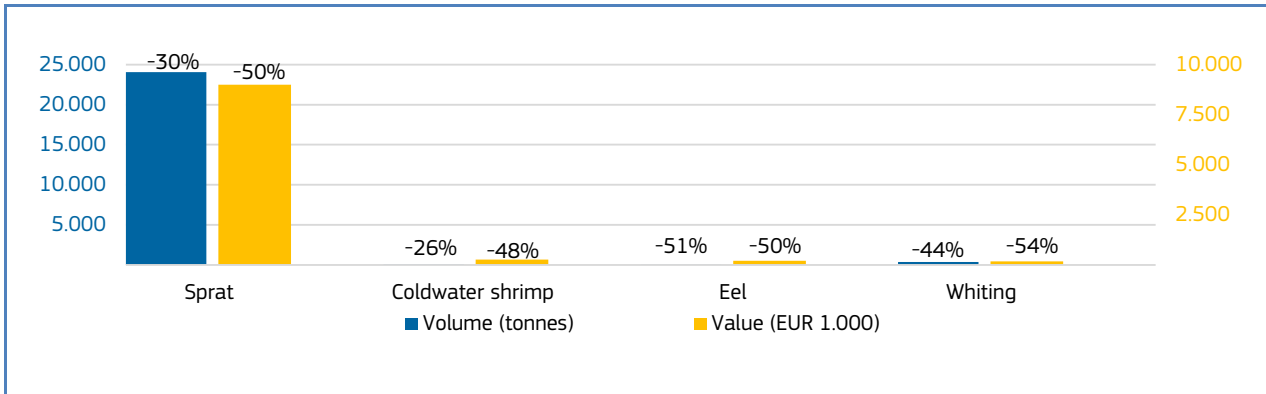 25.000
20.000
15.000
10.000
5.000
-30%
-50%
-26%
-48%
-51%
-50%
-44%
-54%
10.000
7.500
5.000
2.500
Sprat
Coldwater shrimp
Eel
Whiting
Volume (tonnes)
Value (EUR 1.000)